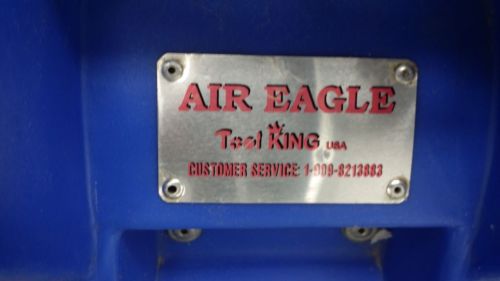 AIR EAGLE
Tool KING USA
CUSTOMER SERVICE: 1-909-8213883